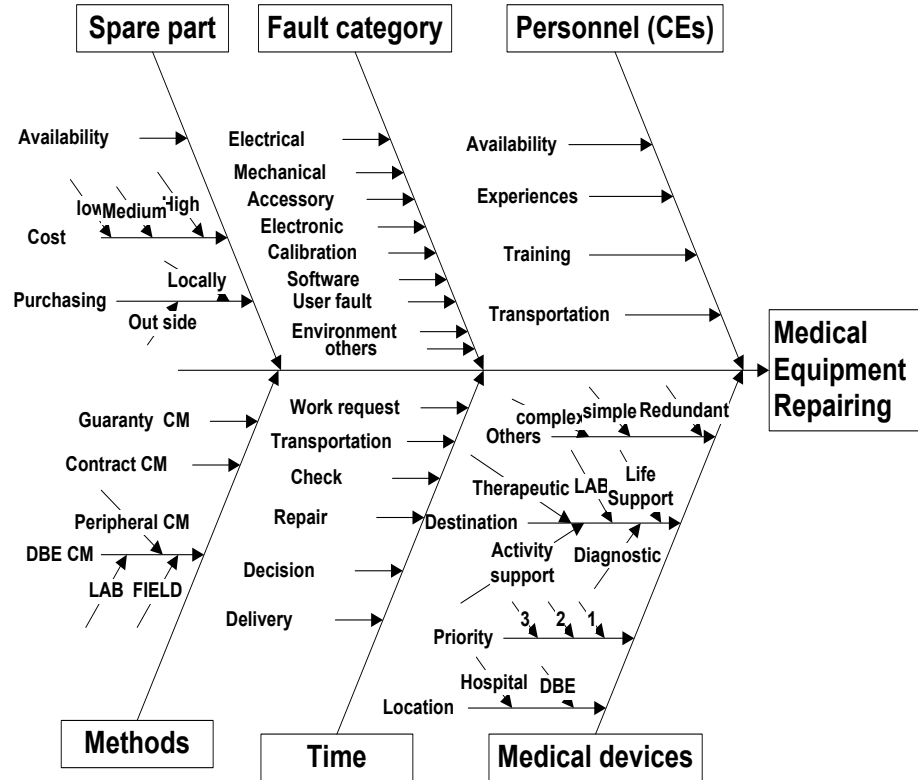 Spare part
Fault category
Personnel (CEs)
Availability
low
Medium
High
Cost
Locally
Purchasing
Out side
Electrical
Mechanical
Accessory
Electronic
Calibration
Software
User fault
Environment
others
Availability
Experiences
Training
Transportation
Medical
Equipment
Repairing
Guaranty CM
Contract CM
Peripheral CM
DBE CM
LAB
FIELD
Work request
Transportation
Check
Repair
Decision
Delivery
complex
simple
Redundant
Others
Therapeutic
LAB
Life
Support
Destination
Activity
support
Diagnostic
3
2
1
Priority
Hospital
DBE
Location
Methods
Time
Medical devices